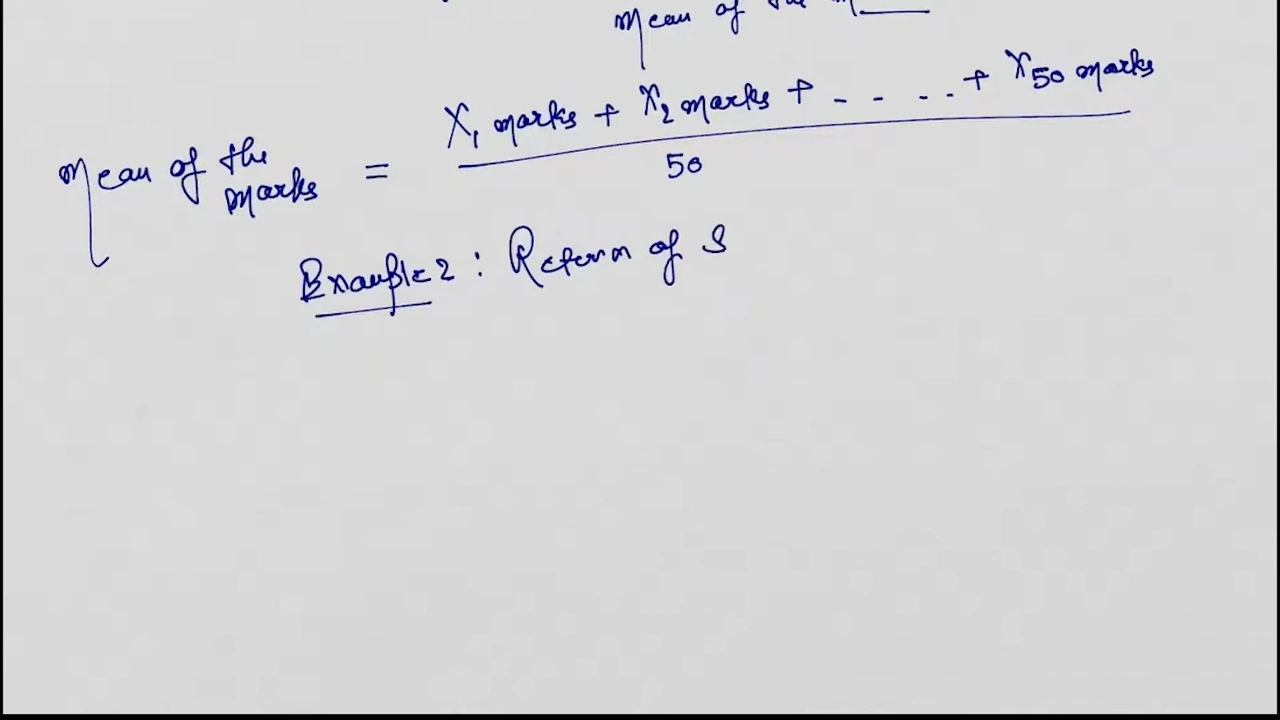 Mean of the M
Mean of the marks = X₁ marks + X₂ marks + - - - . . + X₅₀ marks
50
Example 2 : Return of S